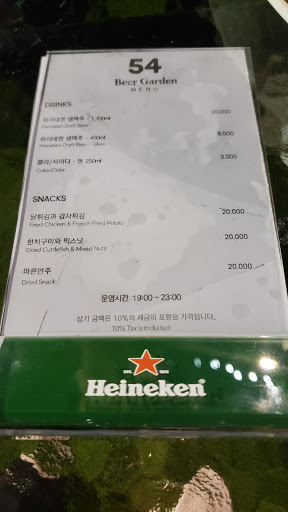 54
Beer Garden
MENU
DRINKS
하이네켄 생맥주 - 1,700ml 20,000
Heineken Draft Beer
하이네켄 생맥주 - 450ml 8,000
Heineken Draft Beer - Glass
콜라/사이다 - 캔 250ml 3,000
Coke/Cider
SNACKS
닭튀김과 감자튀김 20,000
Fried Chicken & French Fried Potato
한치구이와 믹스넛 20,000
Dried Cuttlefish & Mixed Nutz
마른안주 20,000
Dried Snack
운영시간 19:00 ~ 23:00
상기 금액은 10%의 세금이 포함된 가격입니다.
10% Tax is included
Heineken